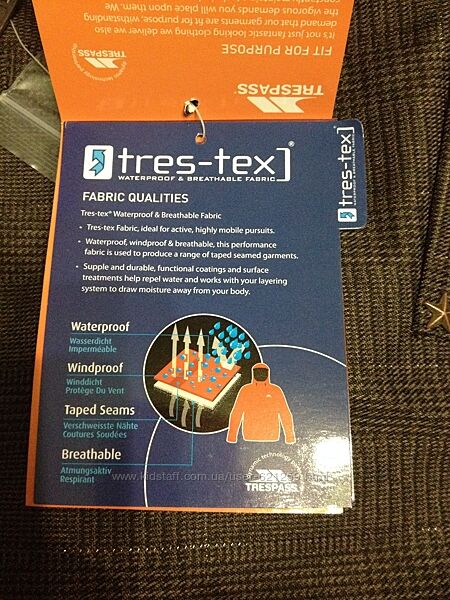 FIT FOR PURPOSE
It's not just fantastic looking clothing we deliver we also
demand that our garments are fit for purpose, withstanding
the vigorous demands you will place upon them. We
TRESPASS®
tres-tex®
WATERPROOF & BREATHABLE FABRIC
tres-tex
WATERPROOF & BREATHABLE FABRIC
FABRIC QUALITIES
Tres-tex® Waterproof & Breathable Fabric
- Tres-tex Fabric, ideal for active, highly mobile pursuits.
- Waterproof, windproof & breathable, this performance
fabric is used to produce a range of taped seamed garments.
- Supple and durable, functional coatings and surface
treatments help repel water and works with your layering
system to draw moisture away from your body.
Waterproof
Wasserdicht
Imperméable
Windproof
Winddicht
Protège Du Vent
Taped Seams
Verschweisste Nähte
Coutures Soudées
Breathable
Atmungsaktiv
Respirant
TRESPASS